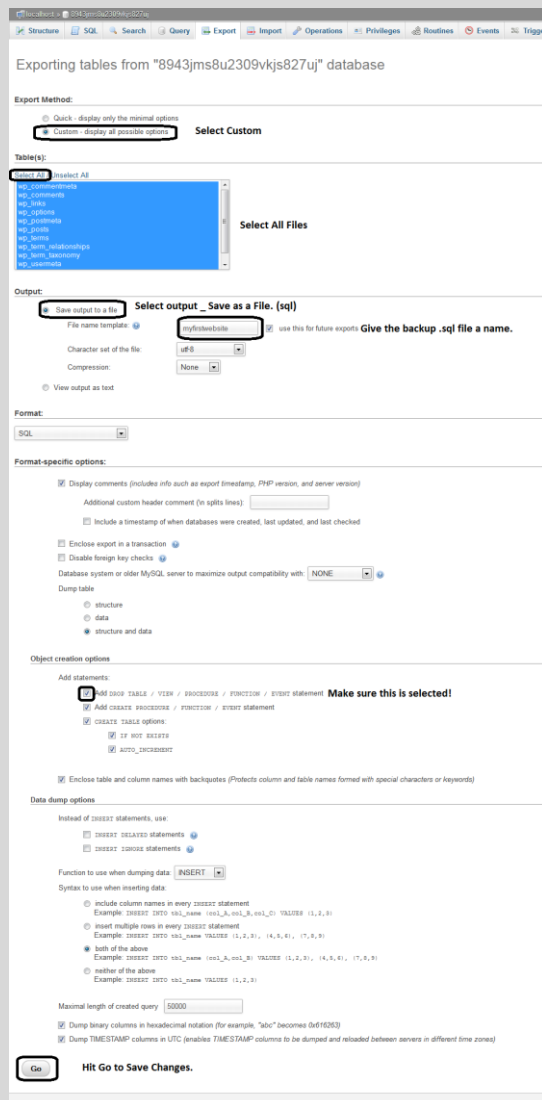 localhost » 8943jms8u2309vkjs827uj
Structure SQL Search Query Export Import Operations Privileges Routines Events Trigge
Exporting tables from "8943jms8u2309vkjs827uj" database
Export Method:
Quick - display only the minimal options
Custom - display all possible options Select Custom
Table(s):
Select All / Unselect All
wp_commentmeta
wp_comments
wp_links
wp_options
wp_postmeta
wp_posts
wp_terms
wp_term_relationships
wp_term_taxonomy
wp_usermeta
Select All Files
Output:
Save output to a file Select output _ Save as a File. (sql)
File name template: myfirstwebsite use this for future exports Give the backup .sql file a name.
Character set of the file: utf-8
Compression: None
View output as text
Format:
SQL
Format-specific options:
Display comments (includes info such as export timestamp, PHP version, and server version)
Additional custom header comment (\n splits lines):
Include a timestamp of when databases were created, last updated, and last checked
Enclose export in a transaction
Disable foreign key checks
Database system or older MySQL server to maximize output compatibility with: NONE
Dump table
structure
data
structure and data
Object creation options
Add statements:
Add DROP TABLE / VIEW / PROCEDURE / FUNCTION / EVENT statement Make sure this is selected!
Add CREATE PROCEDURE / FUNCTION / EVENT statement
CREATE TABLE options:
IF NOT EXISTS
AUTO_INCREMENT
Enclose table and column names with backquotes (Protects column and table names formed with special characters or keywords)
Data dump options
Instead of INSERT statements, use:
INSERT DELAYED statements
INSERT IGNORE statements
Function to use when dumping data: INSERT
Syntax to use when inserting data:
include column names in every INSERT statement
Example: INSERT INTO tbl_name (col_A,col_B,col_C) VALUES (1,2,3)
insert multiple rows in every INSERT statement
Example: INSERT INTO tbl_name VALUES (1,2,3), (4,5,6), (7,8,9)
both of the above
Example: INSERT INTO tbl_name (col_A,col_B) VALUES (1,2,3), (4,5,6), (7,8,9)
neither of the above
Example: INSERT INTO tbl_name VALUES (1,2,3)
Maximal length of created query 50000
Dump binary columns in hexadecimal notation (for example, "abc" becomes 0x616263)
Dump TIMESTAMP columns in UTC (enables TIMESTAMP columns to be dumped and reloaded between servers in different time zones)
Go Hit Go to Save Changes.